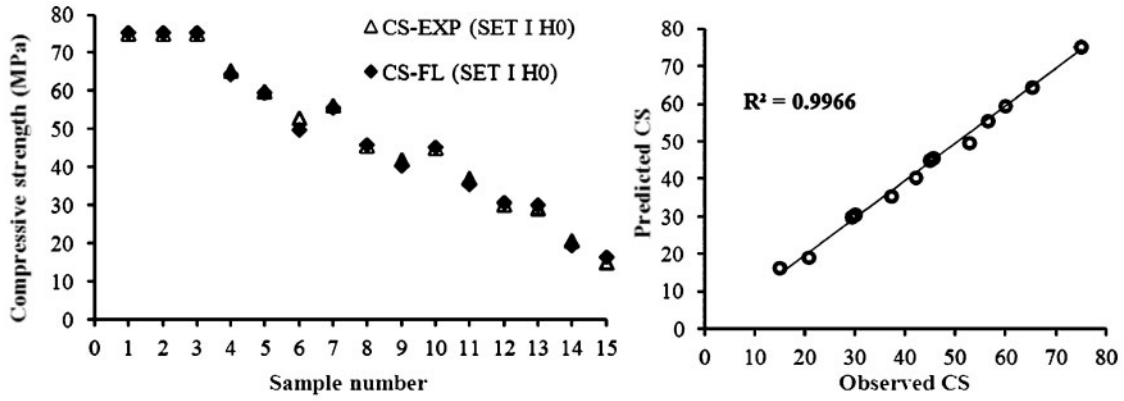 Compressive strength (MPa)
80
70
60
50
40
30
20
10
0
CS-EXP (SET I H0)
CS-FL (SET I H0)
0 1 2 3 4 5 6 7 8 9 10 11 12 13 14 15
Sample number
Predicted CS
80
70
60
50
40
30
20
10
0
R² = 0.9966
0 10 20 30 40 50 60 70 80
Observed CS